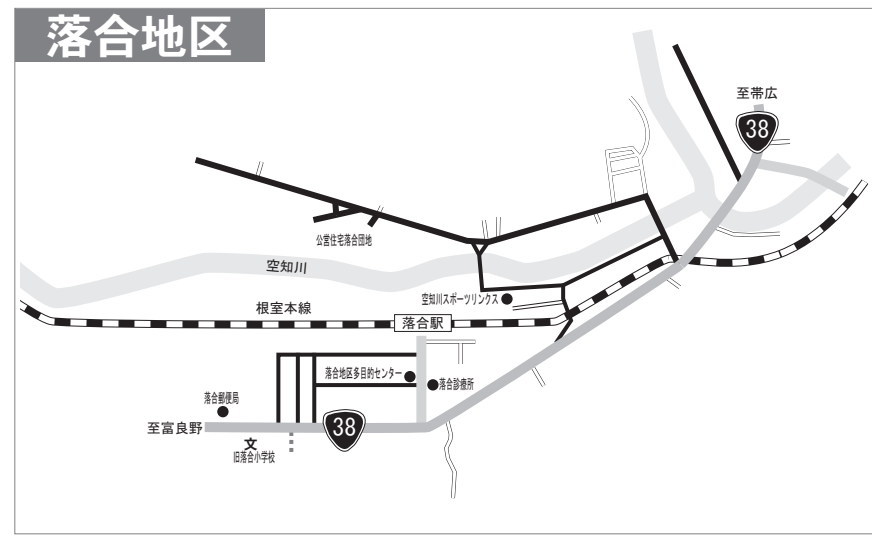 落合地区
至帯広
38
公営住宅落合団地
空知川
空知川スポーツリンクス
根室本線
落合駅
落合地区多目的センター
落合診療所
落合郵便局
至富良野
38
文
旧落合小学校